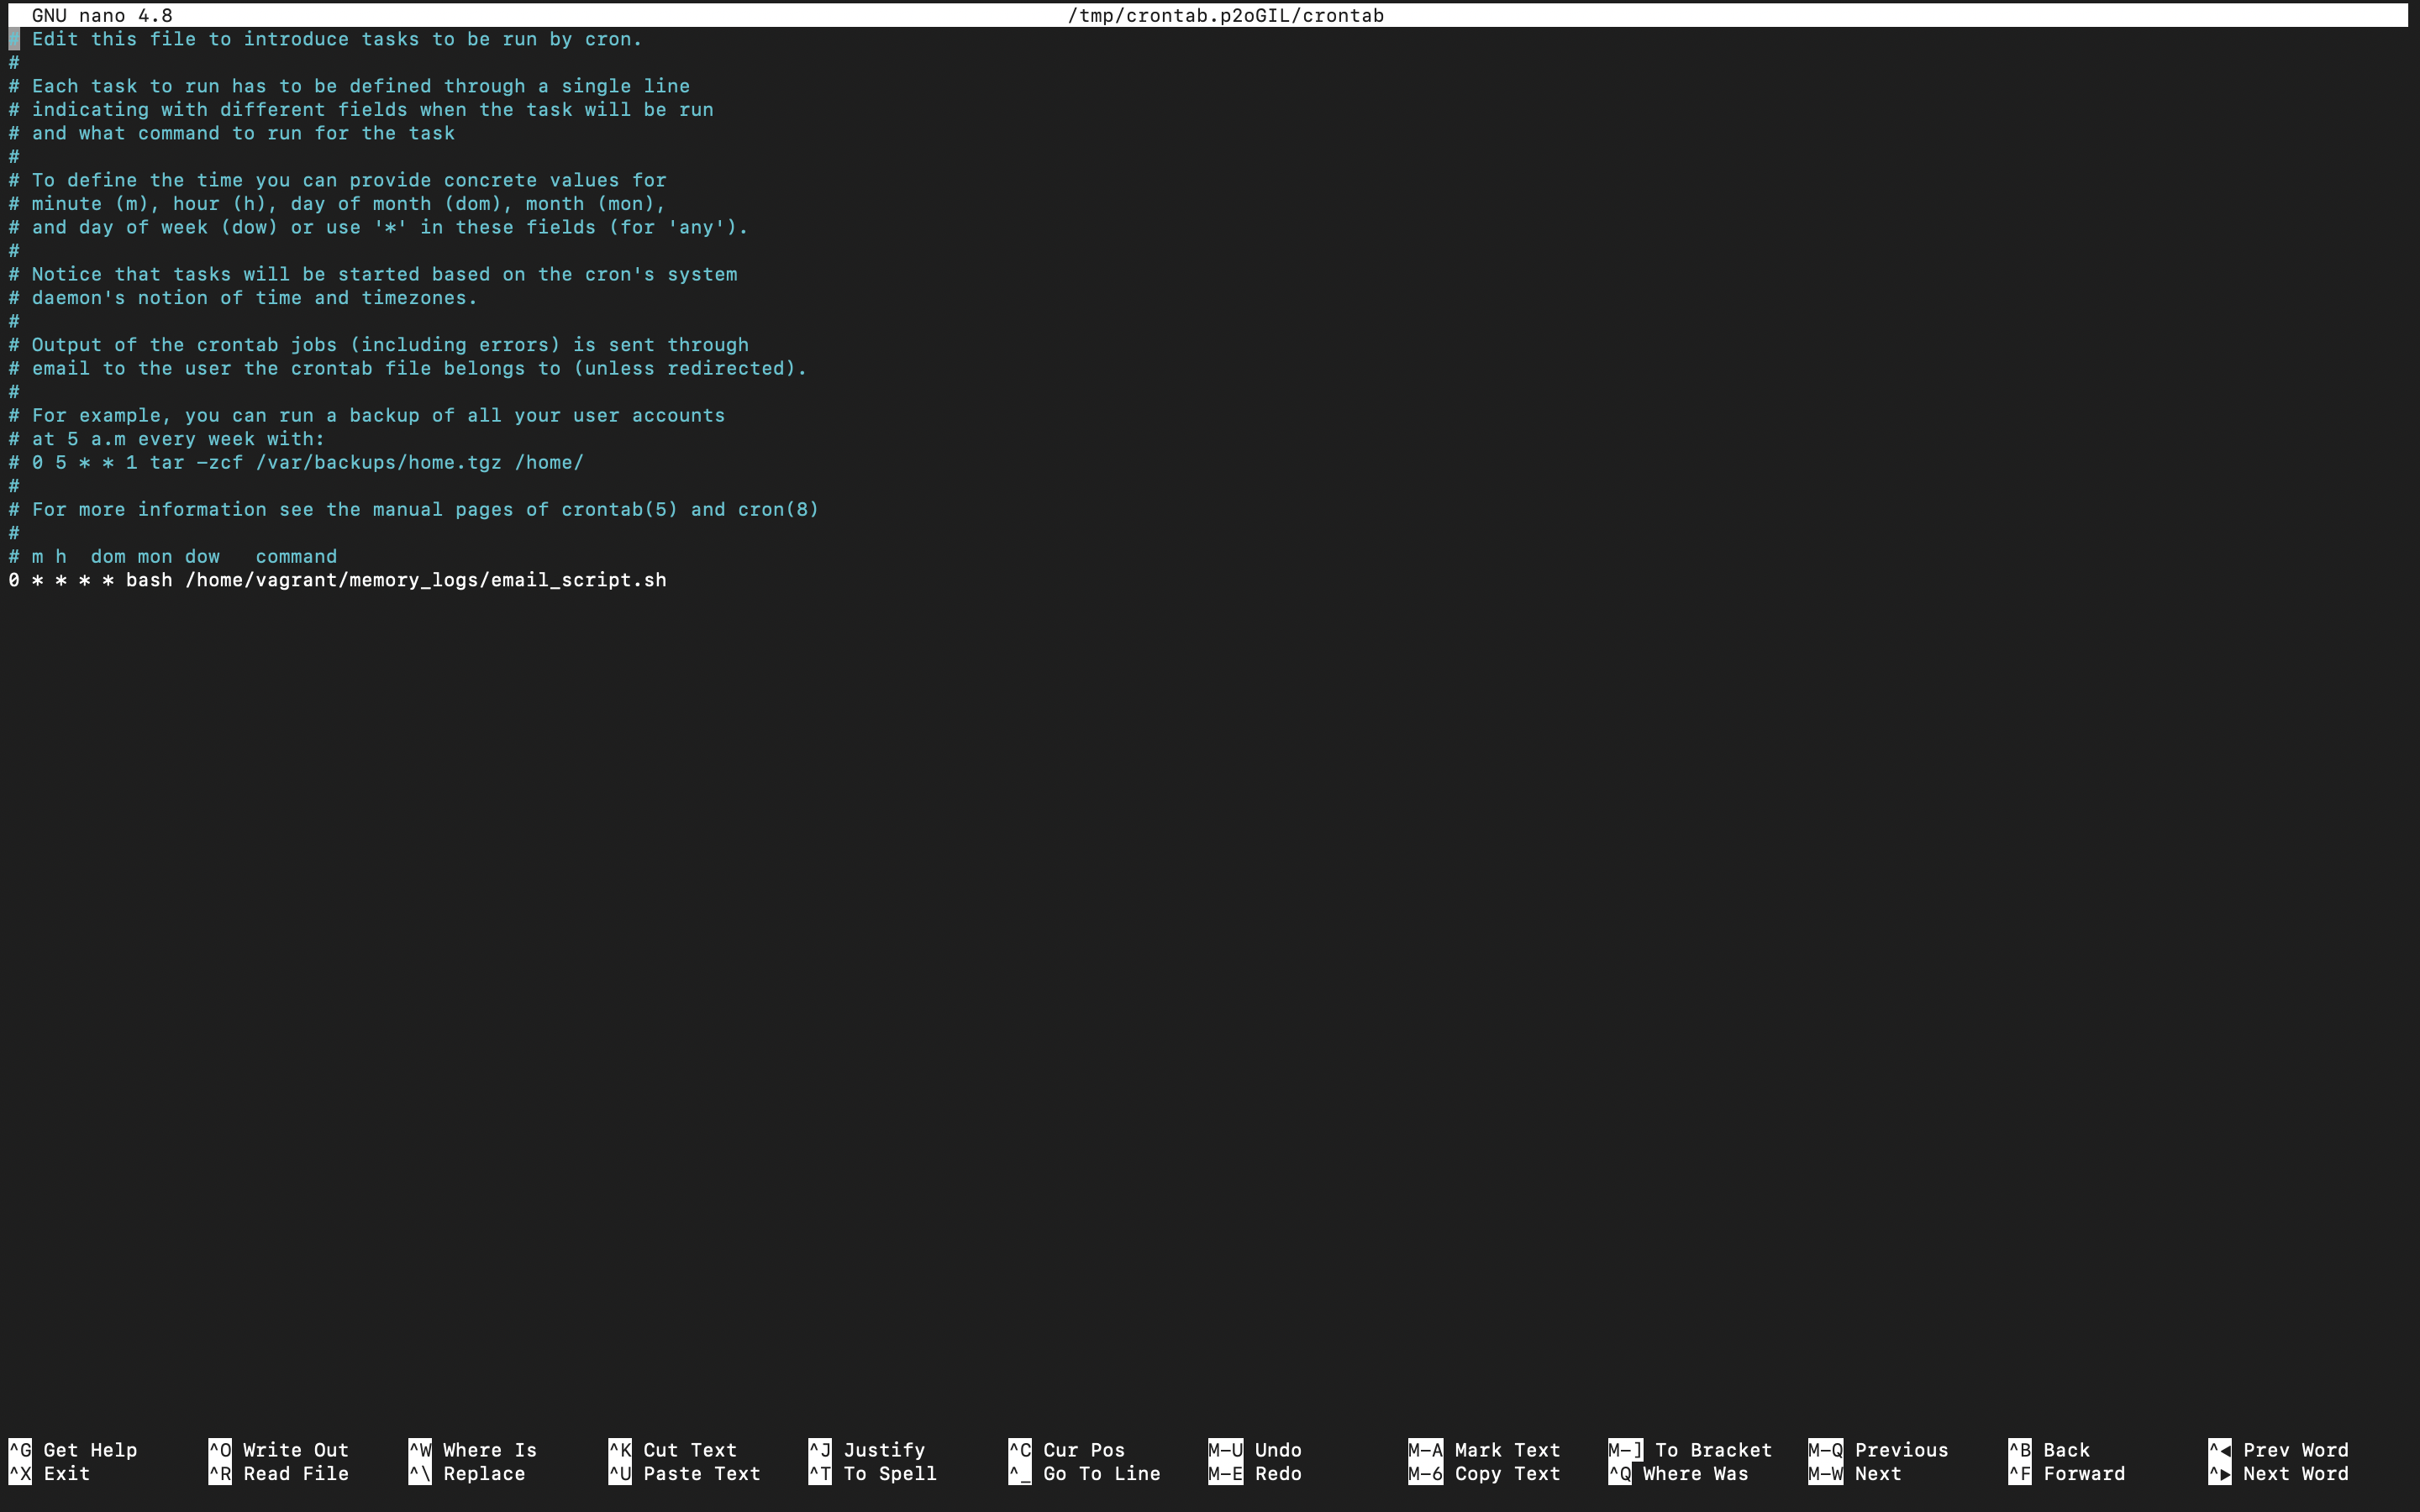 GNU nano 4.8 /tmp/crontab.p2oGIL/crontab
# Edit this file to introduce tasks to be run by cron.
#
# Each task to run has to be defined through a single line
# indicating with different fields when the task will be run
# and what command to run for the task
#
# To define the time you can provide concrete values for
# minute (m), hour (h), day of month (dom), month (mon),
# and day of week (dow) or use '*' in these fields (for 'any').
#
# Notice that tasks will be started based on the cron's system
# daemon's notion of time and timezones.
#
# Output of the crontab jobs (including errors) is sent through
# email to the user the crontab file belongs to (unless redirected).
#
# For example, you can run a backup of all your user accounts
# at 5 a.m every week with:
# 0 5 * * 1 tar -zcf /var/backups/home.tgz /home/
#
# For more information see the manual pages of crontab(5) and cron(8)
#
# m h  dom mon dow   command
0 * * * * bash /home/vagrant/memory_logs/email_script.sh
^G Get Help ^O Write Out ^W Where Is ^K Cut Text ^J Justify ^C Cur Pos M-U Undo M-A Mark Text M-] To Bracket M-Q Previous ^B Back ^◀ Prev Word
^X Exit ^R Read File ^\ Replace ^U Paste Text ^T To Spell ^_ Go To Line M-E Redo M-6 Copy Text ^Q Where Was M-W Next ^F Forward ^▶ Next Word